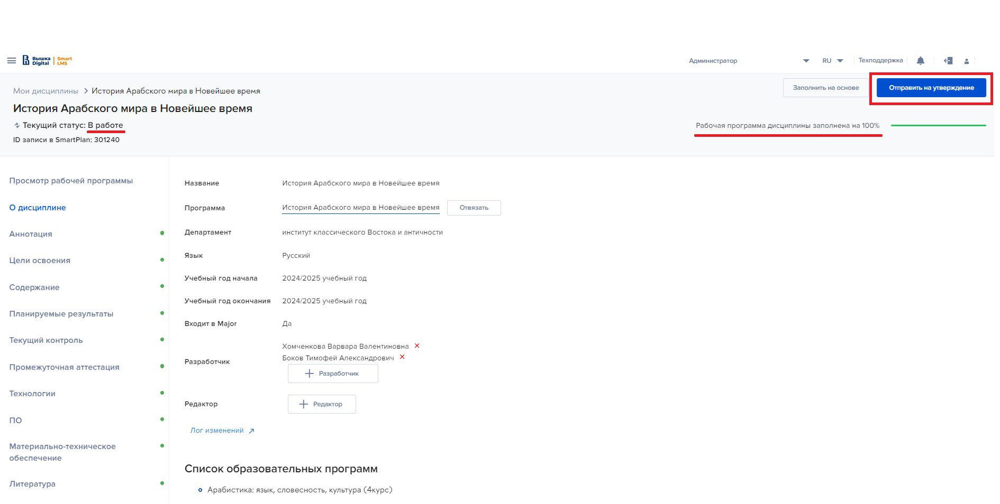 Вышка Digital | Smart LMS
Администратор
RU
Техподдержка
Мои дисциплины > История Арабского мира в Новейшее время
Заполнить на основе
Отправить на утверждение
История Арабского мира в Новейшее время
Текущий статус: В работе
Рабочая программа дисциплины заполнена на 100%
ID записи в SmartPlan: 301240
Просмотр рабочей программы
О дисциплине
Аннотация
Цели освоения
Содержание
Планируемые результаты
Текущий контроль
Промежуточная аттестация
Технологии
ПО
Материально-техническое
обеспечение
Литература
Название История Арабского мира в Новейшее время
Программа История Арабского мира в Новейшее время Отвязать
Департамент институт классического Востока и античности
Язык Русский
Учебный год начала 2024/2025 учебный год
Учебный год окончания 2024/2025 учебный год
Входит в Major Да
Разработчик
Хомченкова Варвара Валентиновна
Боков Тимофей Александрович
Разработчик
Редактор Редактор
Лог изменений
Список образовательных программ
Арабистика: язык, словесность, культура (4курс)